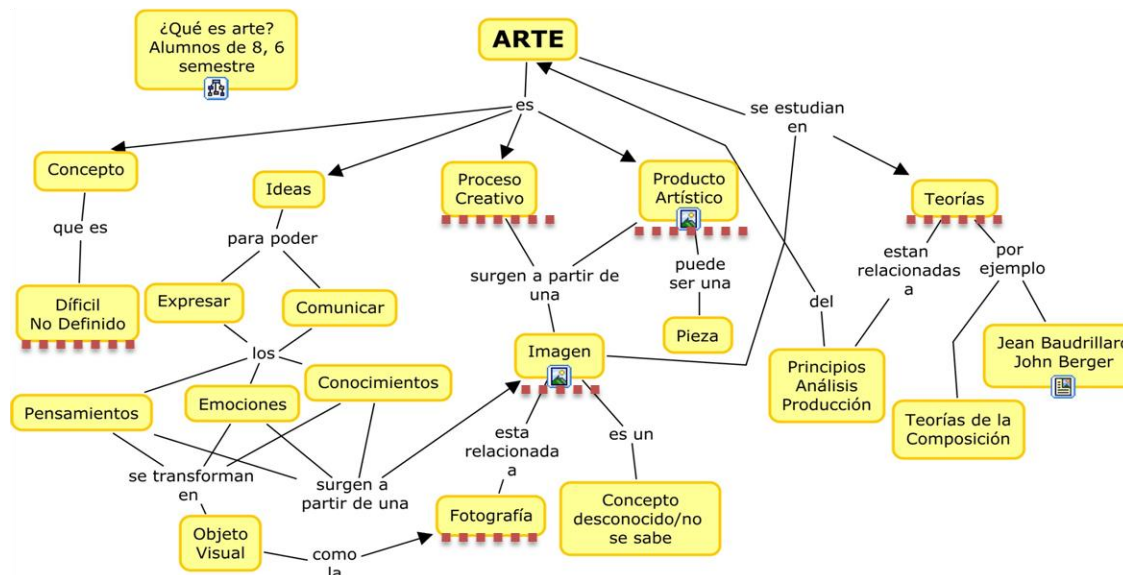 ¿Qué es arte?
Alumnos de 8, 6
semestre
ARTE
es
se estudian
en
Concepto
Ideas
Proceso
Creativo
Producto
Artístico
Teorías
que es
para poder
surgen a partir de
una
puede
ser una
estan
relacionadas
a
por
ejemplo
Díficil
No Definido
Expresar
Comunicar
Imagen
Pieza
del
Principios
Análisis
Producción
Jean Baudrillard
John Berger
los
Pensamientos
Emociones
Conocimientos
Teorías de la
Composición
se transforman
en
surgen a
partir de una
esta
relacionada
a
es un
Objeto
Visual
como
la
Fotografía
Concepto
desconocido/no
se sabe